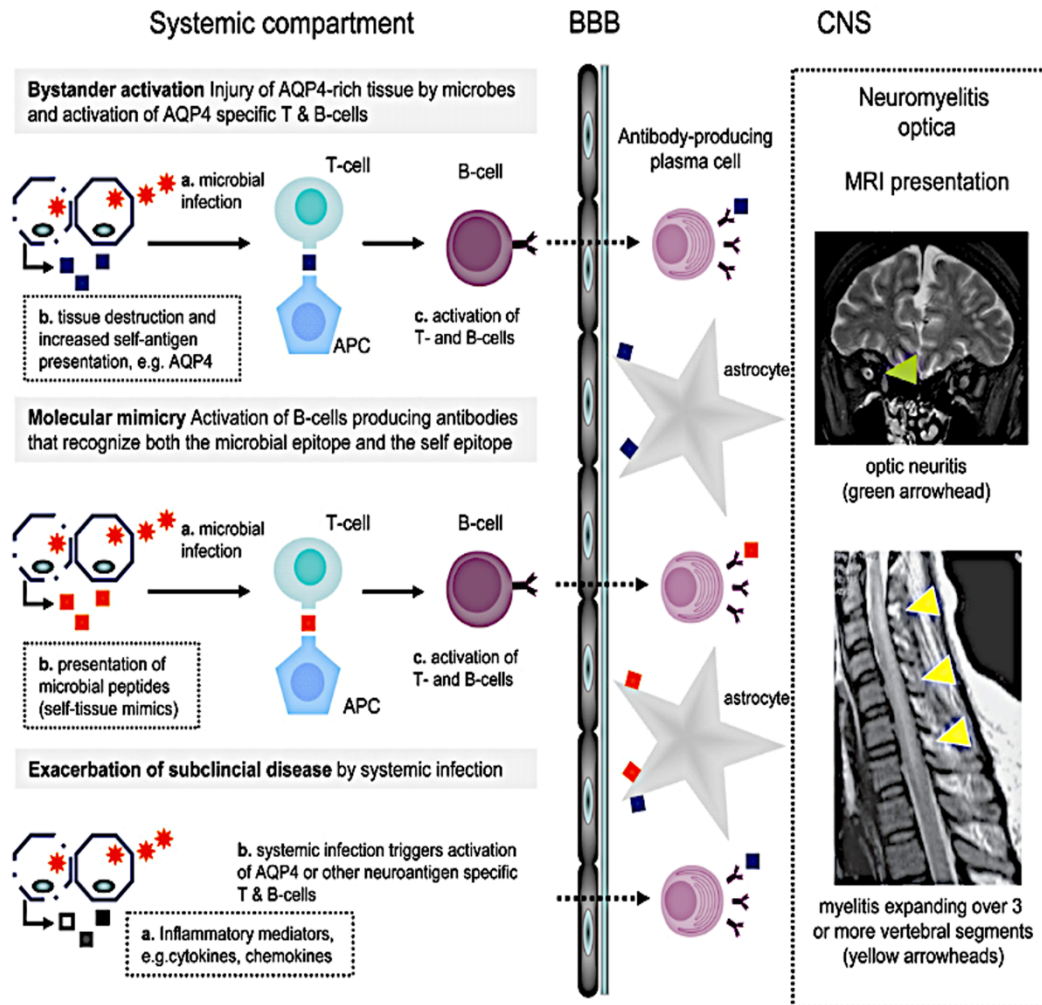 Systemic compartment
BBB
CNS
Bystander activation Injury of AQP4-rich tissue by microbes
and activation of AQP4 specific T & B-cells
a. microbial
infection
T-cell
B-cell
b. tissue destruction and
increased self-antigen
presentation, e.g. AQP4
APC
c. activation of
T- and B-cells
Molecular mimicry Activation of B-cells producing antibodies
that recognize both the microbial epitope and the self epitope
a. microbial
infection
T-cell
B-cell
b. presentation of
microbial peptides
(self-tissue mimics)
APC
c. activation of
T- and B-cells
Exacerbation of subclincial disease by systemic infection
b. systemic infection triggers activation
of AQP4 or other neuroantigen specific
T & B-cells
a. Inflammatory mediators,
e.g.cytokines, chemokines
Antibody-producing
plasma cell
astrocyte
astrocyte
Neuromyelitis
optica
MRI presentation
optic neuritis
(green arrowhead)
myelitis expanding over 3
or more vertebral segments
(yellow arrowheads)